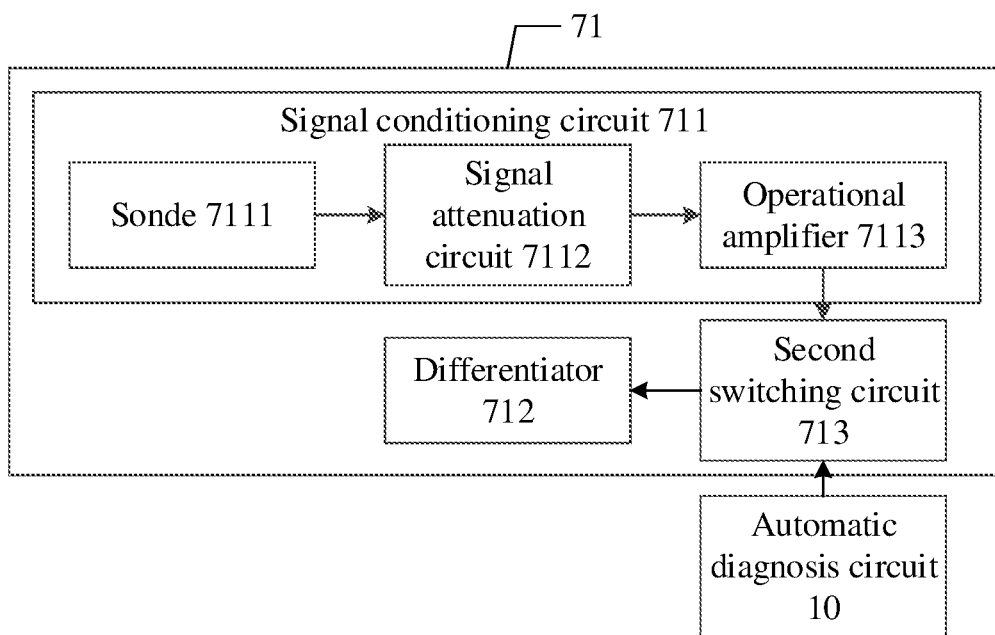 71
Signal conditioning circuit 711
Sonde 7111
Signal
attenuation
circuit 7112
Operational
amplifier 7113
Differentiator
712
Second
switching circuit
713
Automatic
diagnosis circuit
10